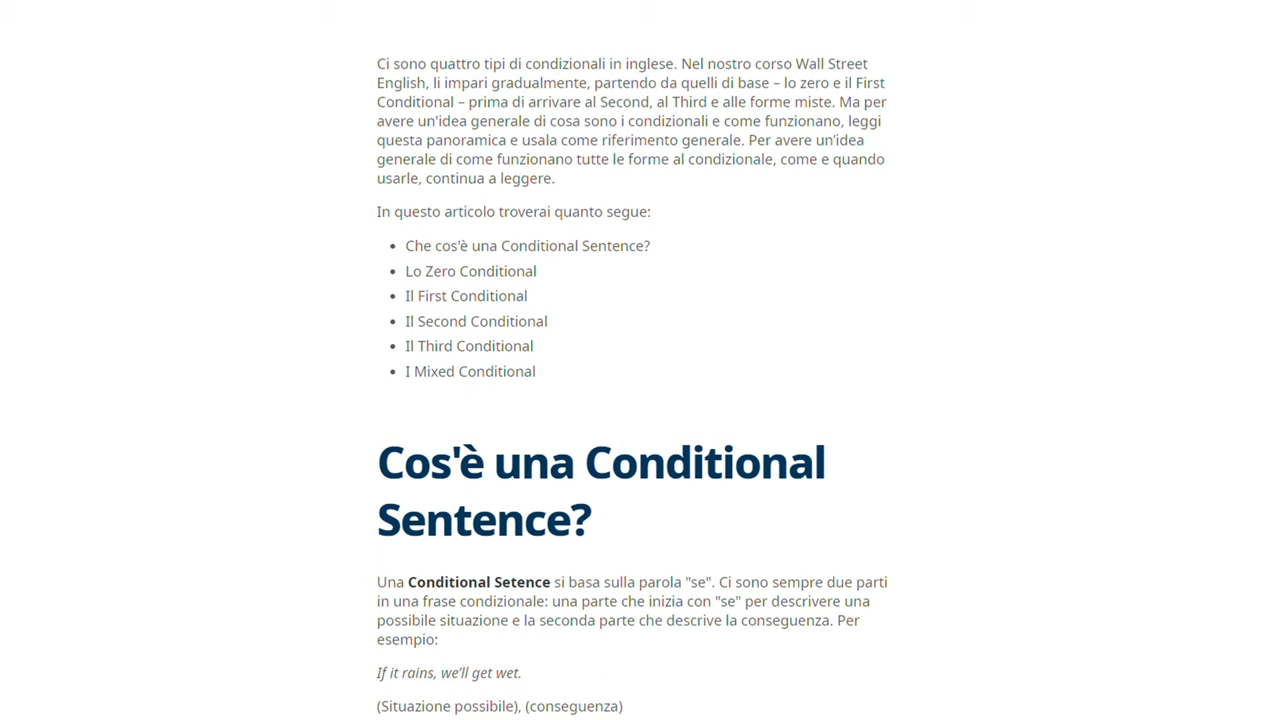 Ci sono quattro tipi di condizionali in inglese. Nel nostro corso Wall Street
English, li impari gradualmente, partendo da quelli di base – lo zero e il First
Conditional – prima di arrivare al Second, al Third e alle forme miste. Ma per
avere un'idea generale di cosa sono i condizionali e come funzionano, leggi
questa panoramica e usala come riferimento generale. Per avere un'idea
generale di come funzionano tutte le forme al condizionale, come e quando
usarle, continua a leggere.
In questo articolo troverai quanto segue:
• Che cos'è una Conditional Sentence?
• Lo Zero Conditional
• Il First Conditional
• Il Second Conditional
• Il Third Conditional
• I Mixed Conditional
Cos'è una Conditional
Sentence?
Una Conditional Setence si basa sulla parola "se". Ci sono sempre due parti
in una frase condizionale: una parte che inizia con "se" per descrivere una
possibile situazione e la seconda parte che descrive la conseguenza. Per
esempio:
If it rains, we’ll get wet.
(Situazione possibile), (conseguenza)